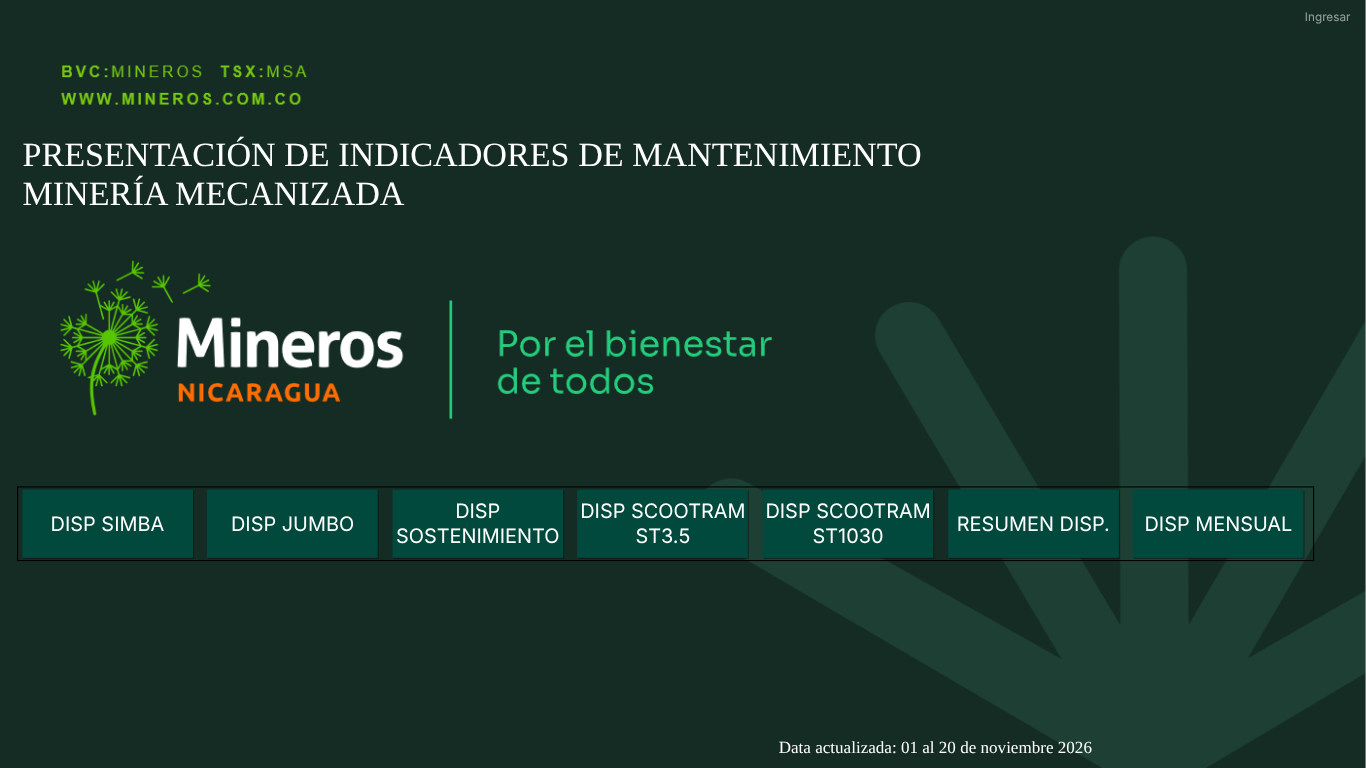 Ingresar
BVC:MINEROS TSX:MSA
WWW.MINEROS.COM.CO
PRESENTACIÓN DE INDICADORES DE MANTENIMIENTO
MINERÍA MECANIZADA
Mineros
NICARAGUA
Por el bienestar
de todos
DISP SIMBA
DISP JUMBO
DISP
SOSTENIMIENTO
DISP SCOOTRAM
ST3.5
DISP SCOOTRAM
ST1030
RESUMEN DISP.
DISP MENSUAL
Data actualizada: 01 al 20 de noviembre 2026